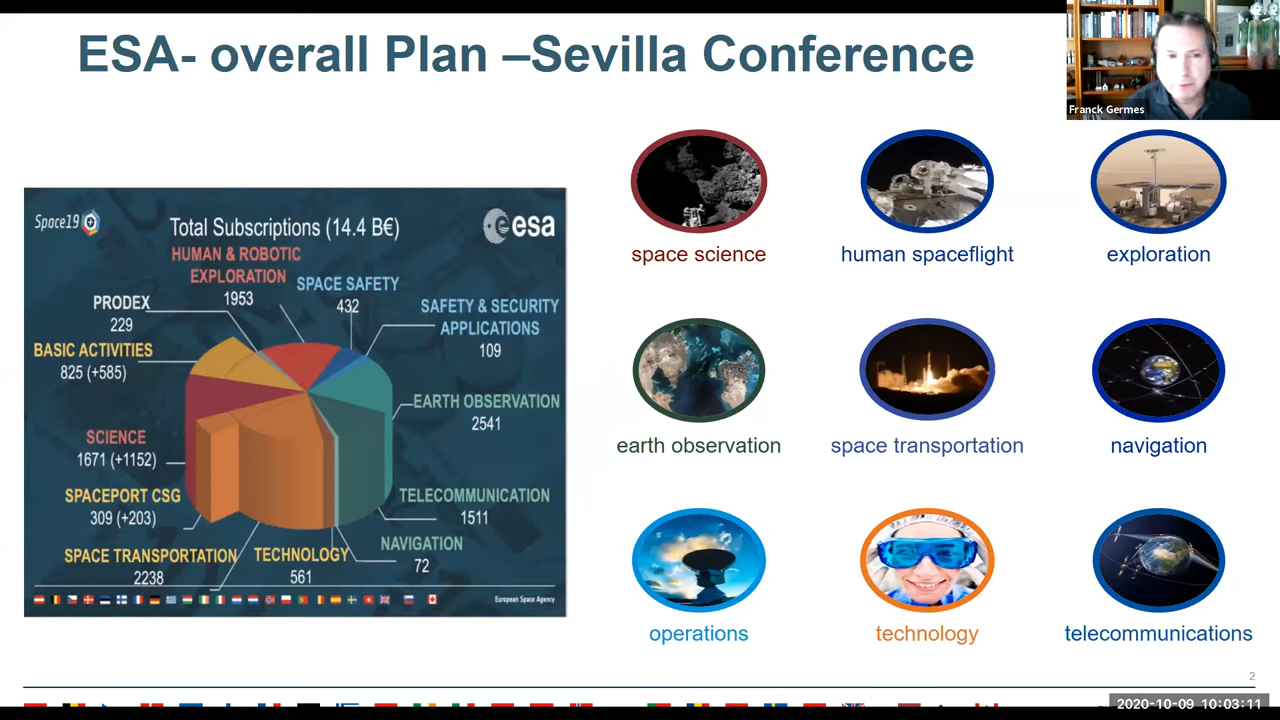 ESA- overall Plan –Sevilla Conference
Franck Germes
Space19+
Total Subscriptions (14.4 B€)
esa
HUMAN & ROBOTIC
EXPLORATION
1953
SPACE SAFETY
432
PRODEX
229
SAFETY & SECURITY
APPLICATIONS
109
BASIC ACTIVITIES
825 (+585)
EARTH OBSERVATION
2541
SCIENCE
1671 (+1152)
SPACEPORT CSG
309 (+203)
TELECOMMUNICATION
1511
SPACE TRANSPORTATION
2238
TECHNOLOGY
561
NAVIGATION
72
European Space Agency
space science
human spaceflight
exploration
earth observation
space transportation
navigation
operations
technology
telecommunications
2
2020-10-09 10:03:11